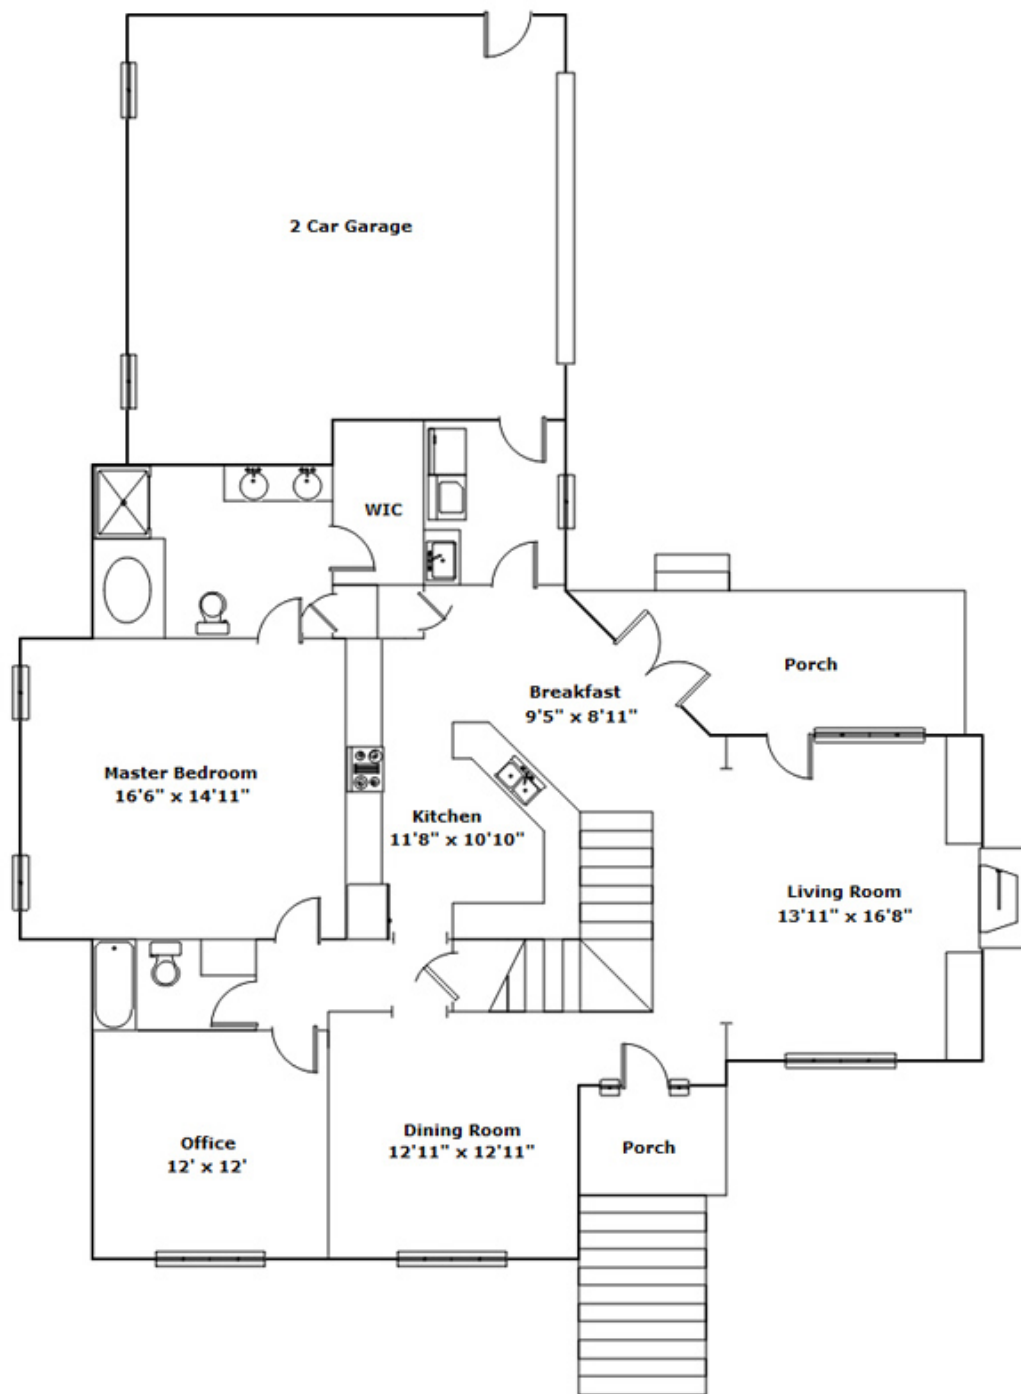 2 Car Garage
WIC
Porch
Breakfast
9'5" x 8'11"
Master Bedroom
16'6" x 14'11"
Kitchen
11'8" x 10'10"
Living Room
13'11" x 16'8"
Office
12' x 12'
Dining Room
12'11" x 12'11"
Porch